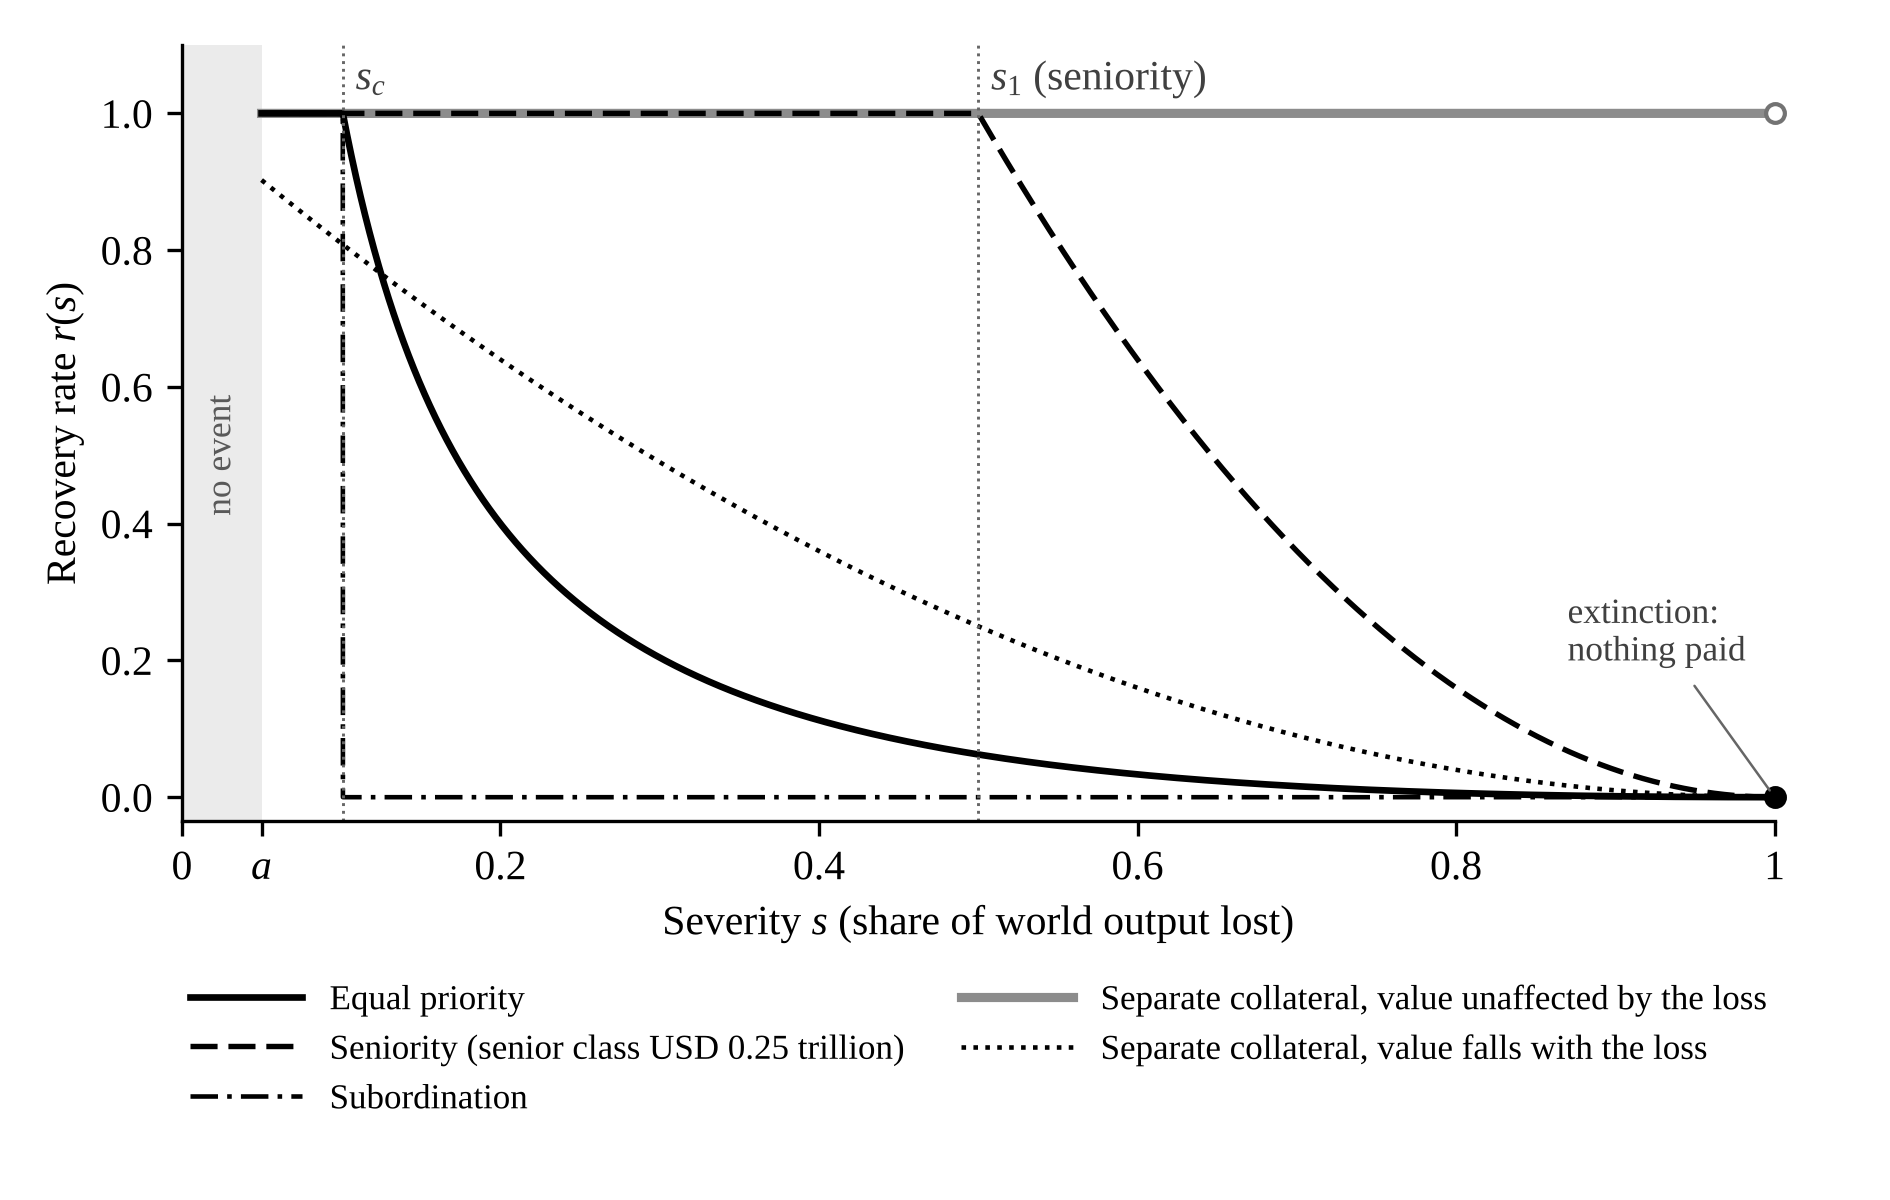 s_c
s_1 (seniority)
1.0
0.8
0.6
0.4
0.2
0.0
Recovery rate r(s)
no event
extinction:
nothing paid
0 a 0.2 0.4 0.6 0.8 1
Severity s (share of world output lost)
Equal priority
Seniority (senior class USD 0.25 trillion)
Subordination
Separate collateral, value unaffected by the loss
Separate collateral, value falls with the loss